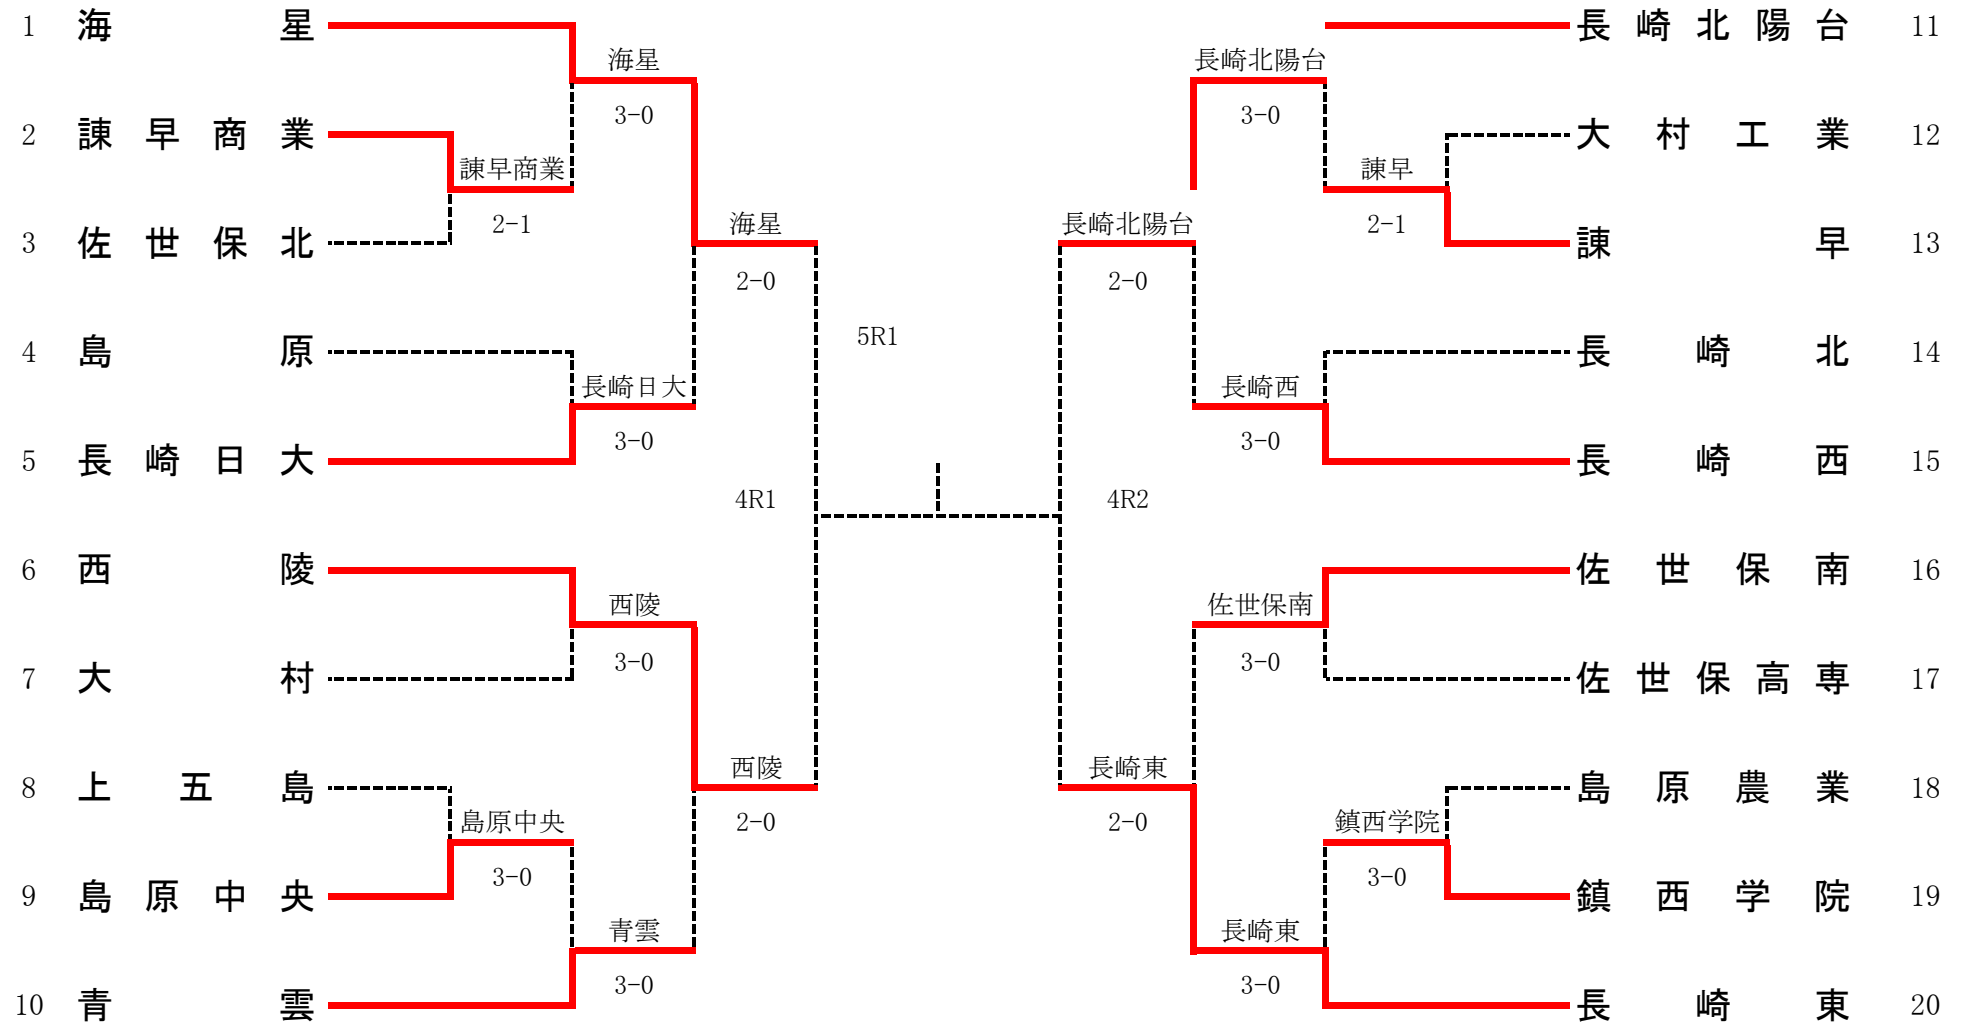 1 海星 長崎北陽台 11
海星 長崎北陽台
3-0 3-0
2 諫早商業 大村工業 12
諫早商業 諫早
2-1 2-1
3 佐世保北 諫早 13
海星 長崎北陽台
2-0 2-0
5R1
4 島原 長崎北 14
長崎日大 長崎西
3-0 3-0
5 長崎日大 長崎西 15
4R1 4R2
6 西陵 佐世保南 16
西陵 佐世保南
3-0 3-0
7 大村 佐世保高専 17
西陵 長崎東
8 上五島 島原農業 18
島原中央 2-0 2-0 鎮西学院
3-0 3-0
9 島原中央 鎮西学院 19
青雲 長崎東
3-0 3-0
10 青雲 長崎東 20